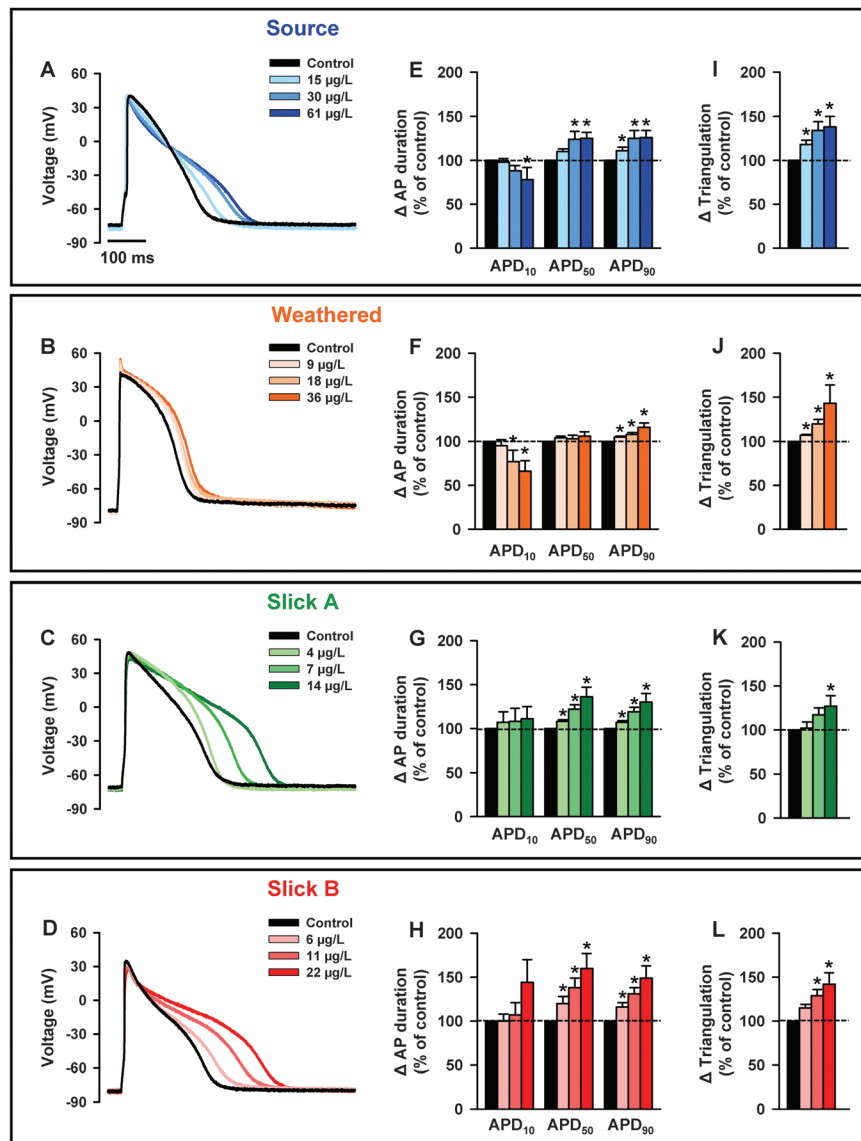 Source
A
60
30
0
-30
-60
-90
Voltage (mV)
100 ms
Control
15 µg/L
30 µg/L
61 µg/L
E
200
150
100
50
0
Δ AP duration
(% of control)
*
* *
* * *
APD10
APD50
APD90
I
200
150
100
50
0
Δ Triangulation
(% of control)
* * *
Weathered
B
60
30
0
-30
-60
-90
Voltage (mV)
Control
9 µg/L
18 µg/L
36 µg/L
F
200
150
100
50
0
Δ AP duration
(% of control)
* *
* * *
APD10
APD50
APD90
J
200
150
100
50
0
Δ Triangulation
(% of control)
* * *
Slick A
C
60
30
0
-30
-60
-90
Voltage (mV)
Control
4 µg/L
7 µg/L
14 µg/L
G
200
150
100
50
0
Δ AP duration
(% of control)
* * *
* * *
APD10
APD50
APD90
K
200
150
100
50
0
Δ Triangulation
(% of control)
*
Slick B
D
60
30
0
-30
-60
-90
Voltage (mV)
Control
6 µg/L
11 µg/L
22 µg/L
H
200
150
100
50
0
Δ AP duration
(% of control)
* * *
* * *
APD10
APD50
APD90
L
200
150
100
50
0
Δ Triangulation
(% of control)
* *